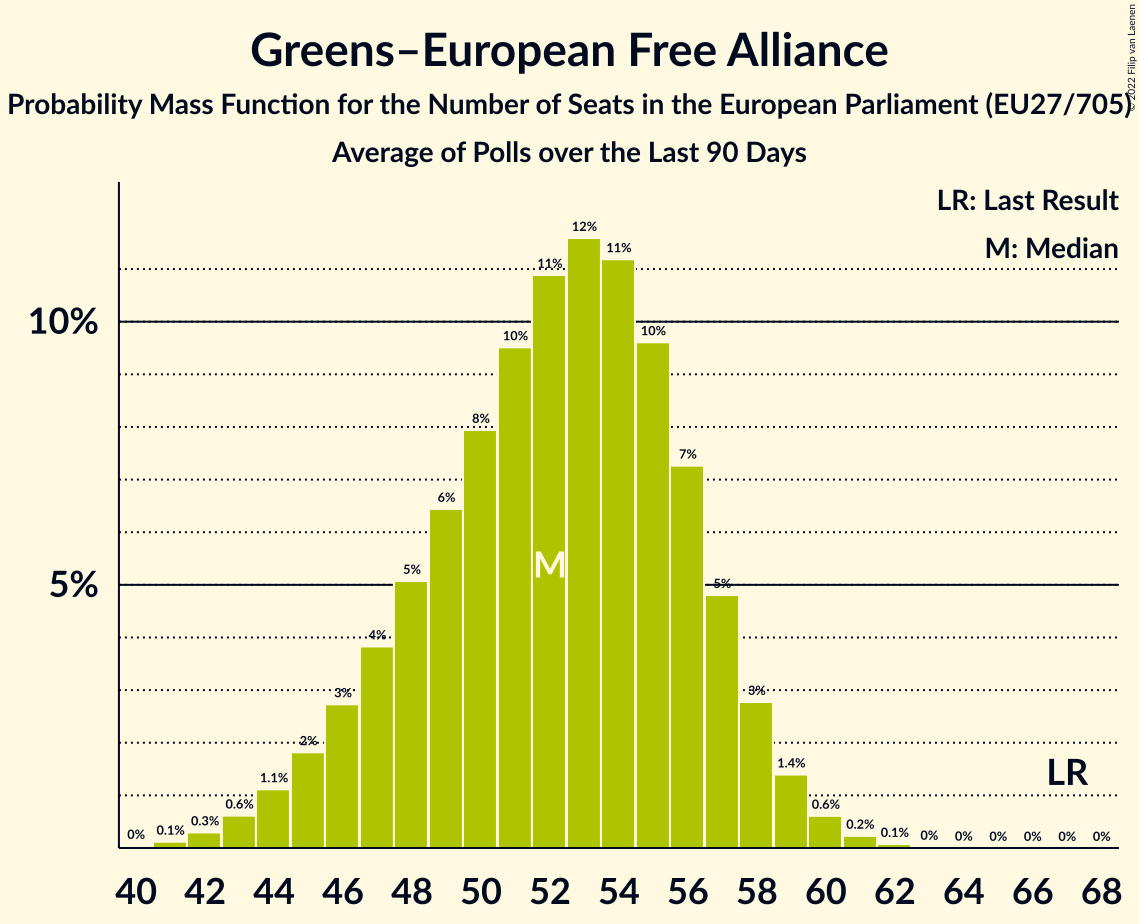 Greens–European Free Alliance
Probability Mass Function for the Number of Seats in the European Parliament (EU27/705)
Average of Polls over the Last 90 Days
© 2022 Filip van Laenen
LR: Last Result
M: Median
10%
5%
0% 0.1% 0.3% 0.6% 1.1% 2% 3% 4% 5% 6% 8% 10% 11% 12% 11% 10% 7% 5% 3% 1.4% 0.6% 0.2% 0.1% 0% 0% 0% 0% 0% 0%
M
LR
40 42 44 46 48 50 52 54 56 58 60 62 64 66 68